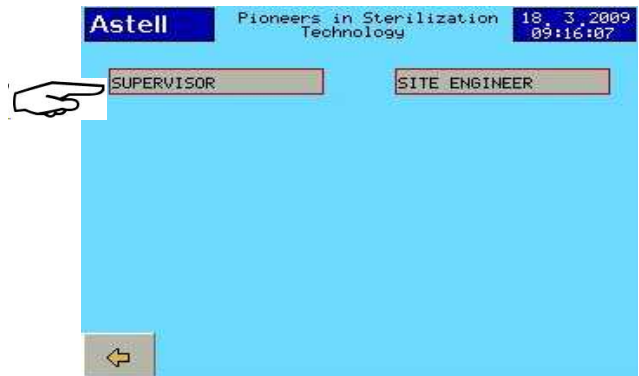 Astell
Pioneers in Sterilization
Technology
18. 3.2009
09:16:07
SUPERVISOR
SITE ENGINEER